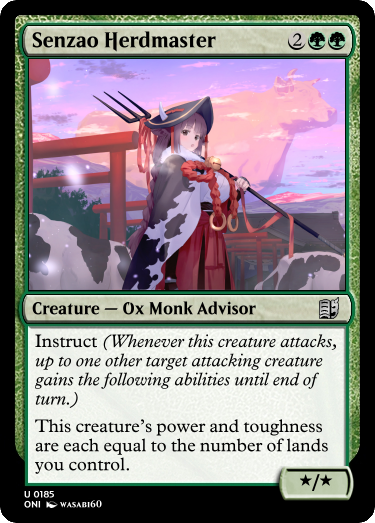 Senzao Herdmaster 2
Creature — Ox Monk Advisor
Instruct (Whenever this creature attacks,
up to one other target attacking creature
gains the following abilities until end of
turn.)
This creature's power and toughness
are each equal to the number of lands
you control.
★/★
U 0185
ONI WASABI60